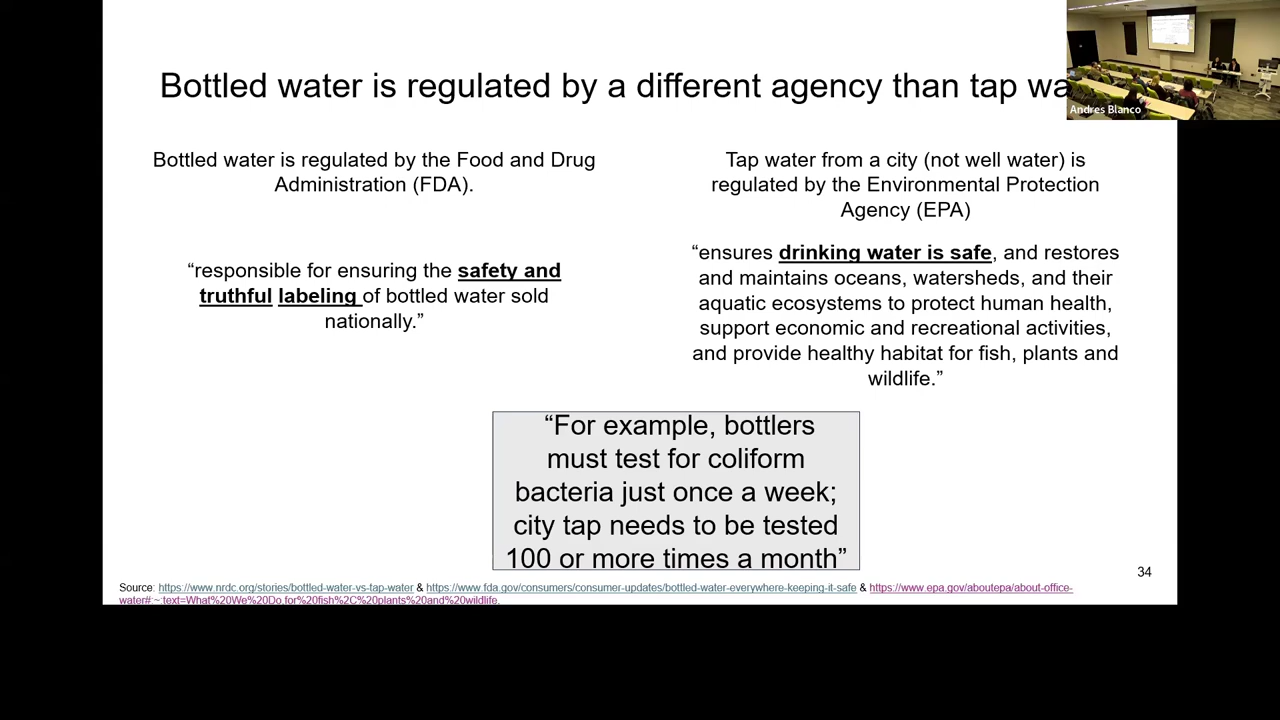 Bottled water is regulated by a different agency than tap wa
Andres Blanco
Bottled water is regulated by the Food and Drug
Administration (FDA).
“responsible for ensuring the safety and
truthful labeling of bottled water sold
nationally.”
Tap water from a city (not well water) is
regulated by the Environmental Protection
Agency (EPA)
“ensures drinking water is safe, and restores
and maintains oceans, watersheds, and their
aquatic ecosystems to protect human health,
support economic and recreational activities,
and provide healthy habitat for fish, plants and
wildlife.”
“For example, bottlers
must test for coliform
bacteria just once a week;
city tap needs to be tested
100 or more times a month”
34
Source: https://www.nrdc.org/stories/bottled-water-vs-tap-water & https://www.fda.gov/consumers/consumer-updates/bottled-water-everywhere-keeping-it-safe & https://www.epa.gov/aboutepa/about-office-
water#:~:text=What%20We%20Do,for%20fish%2C%20plants%20and%20wildlife.